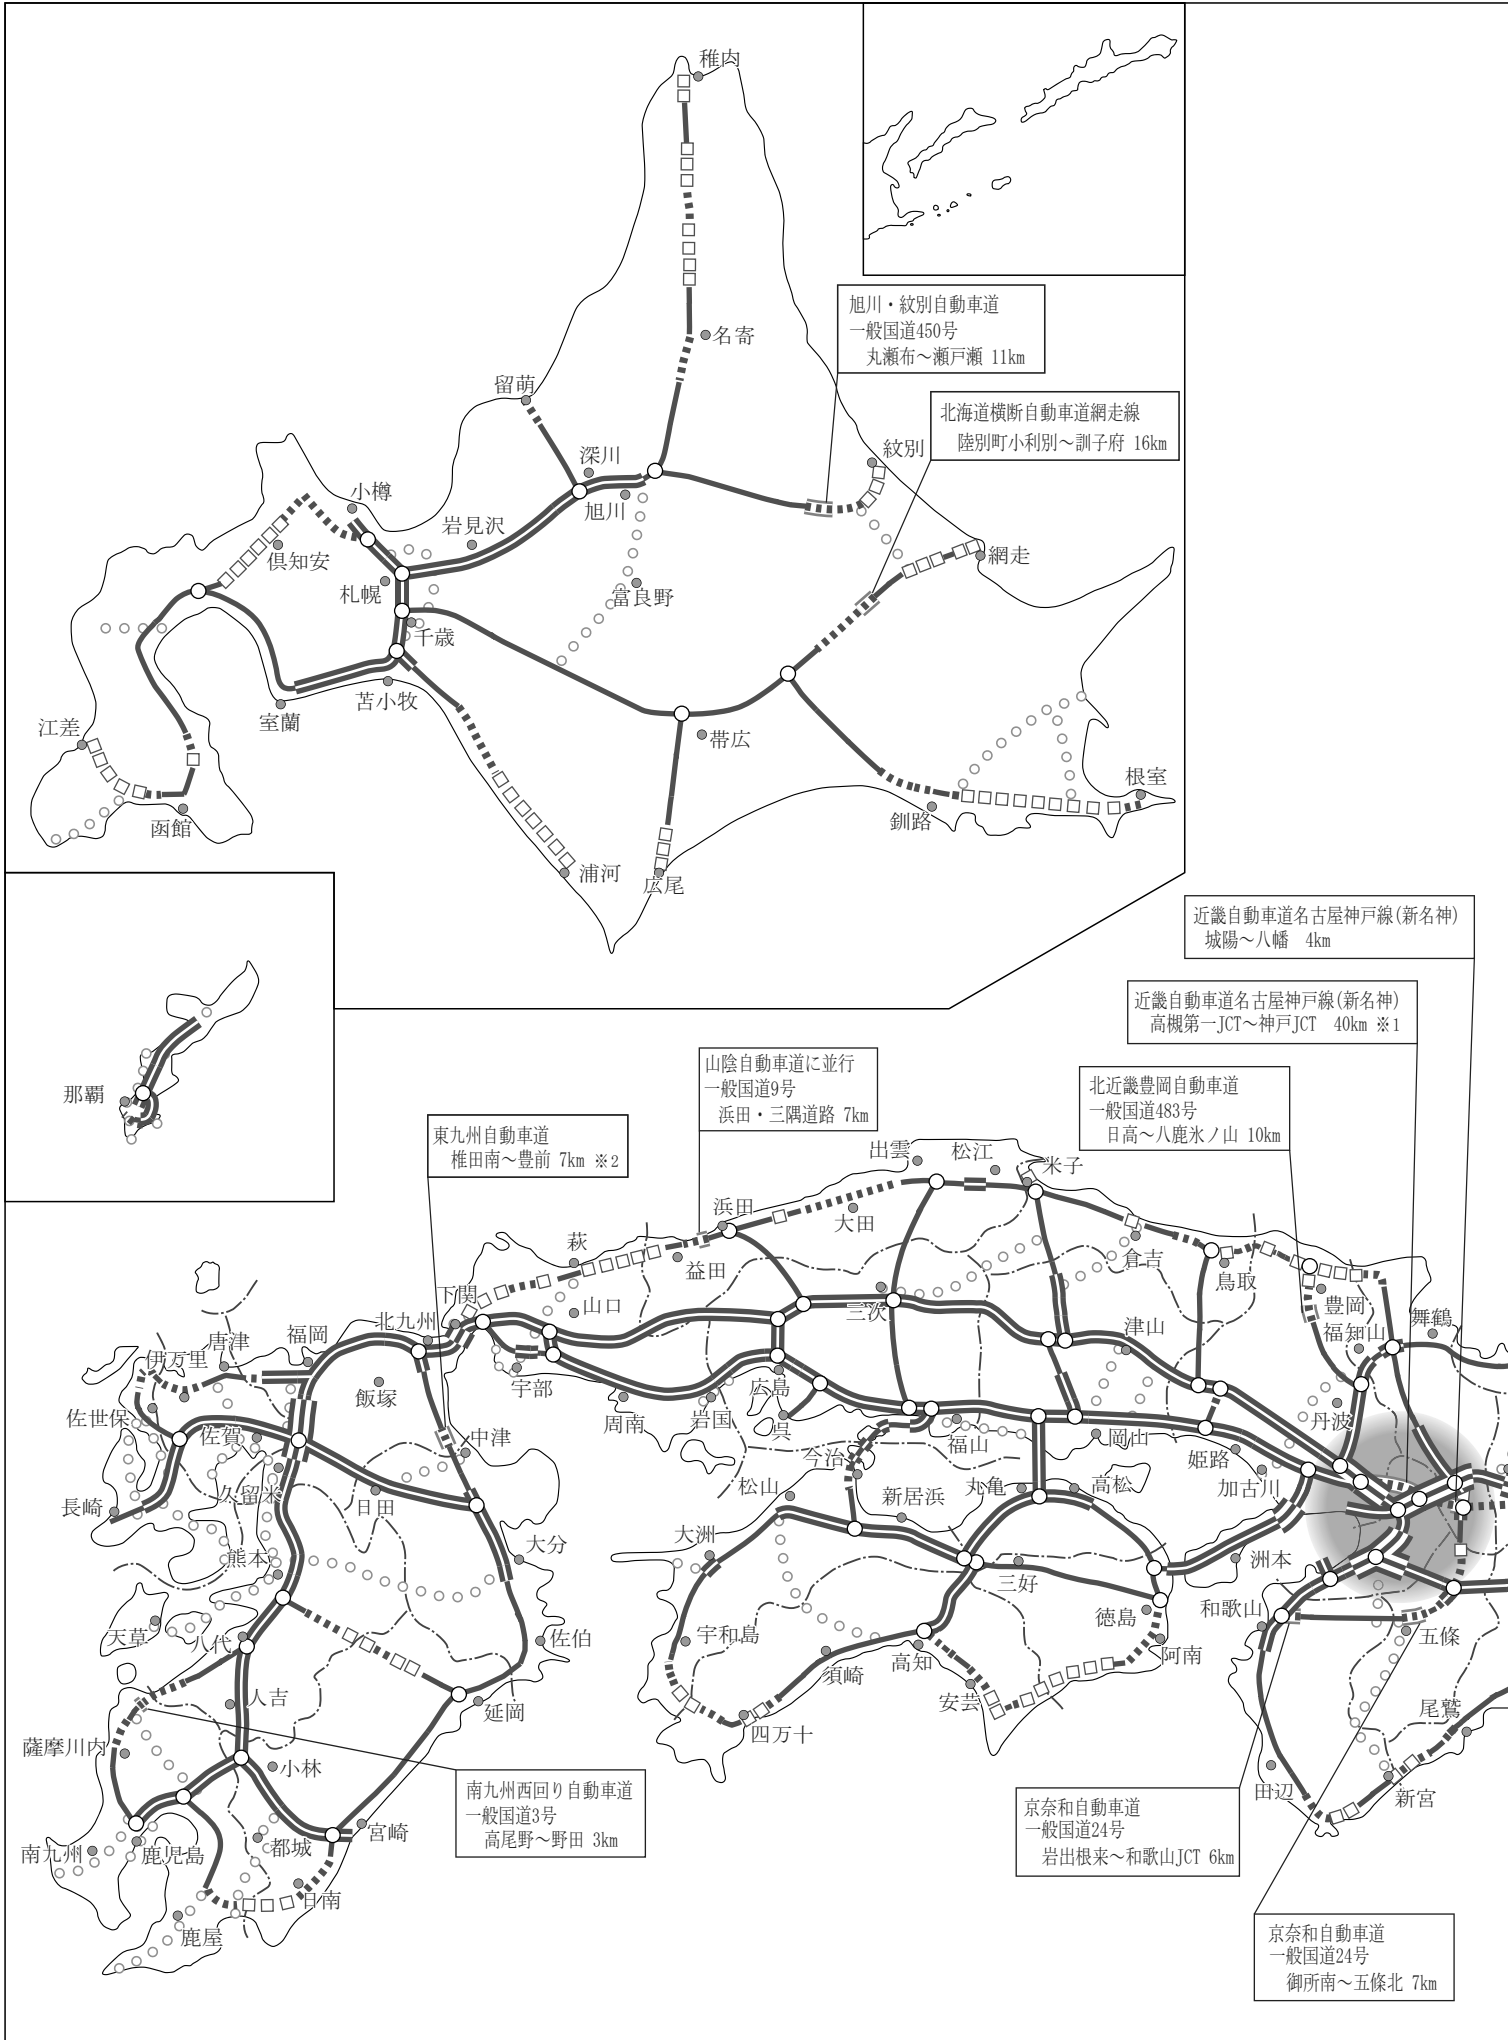 稚内
旭川・紋別自動車道
一般国道450号
丸瀬布～瀬戸瀬 11km
名寄
留萌
北海道横断自動車道網走線
陸別町小利別～訓子府 16km
紋別
深川
旭川
小樽
岩見沢
倶知安
網走
札幌
富良野
千歳
苫小牧
室蘭
江差
帯広
根室
函館
釧路
浦河
広尾
近畿自動車道名古屋神戸線(新名神)
城陽～八幡 4km
近畿自動車道名古屋神戸線(新名神)
高槻第一JCT～神戸JCT 40km ※1
那覇
山陰自動車道に並行
一般国道9号
浜田・三隅道路 7km
北近畿豊岡自動車道
一般国道483号
日高～八鹿氷ノ山 10km
東九州自動車道
椎田南～豊前 7km ※2
出雲
松江
米子
浜田
大田
萩
益田
倉吉
鳥取
豊岡
下関
山口
三次
津山
福知山
舞鶴
北九州
福岡
唐津
伊万里
飯塚
宇部
周南
岩国
広島
呉
福山
岡山
姫路
丹波
加古川
佐世保
佐賀
中津
今治
久留米
日田
長崎
松山
新居浜
丸亀
高松
大洲
大分
熊本
三好
洲本
徳島
和歌山
天草
八代
佐伯
宇和島
須崎
高知
阿南
五條
人吉
延岡
安芸
四万十
尾鷲
薩摩川内
小林
田辺
新宮
南九州西回り自動車道
一般国道3号
高尾野～野田 3km
京奈和自動車道
一般国道24号
岩出根来～和歌山JCT 6km
宮崎
都城
南九州
鹿児島
日南
鹿屋
京奈和自動車道
一般国道24号
御所南～五條北 7km